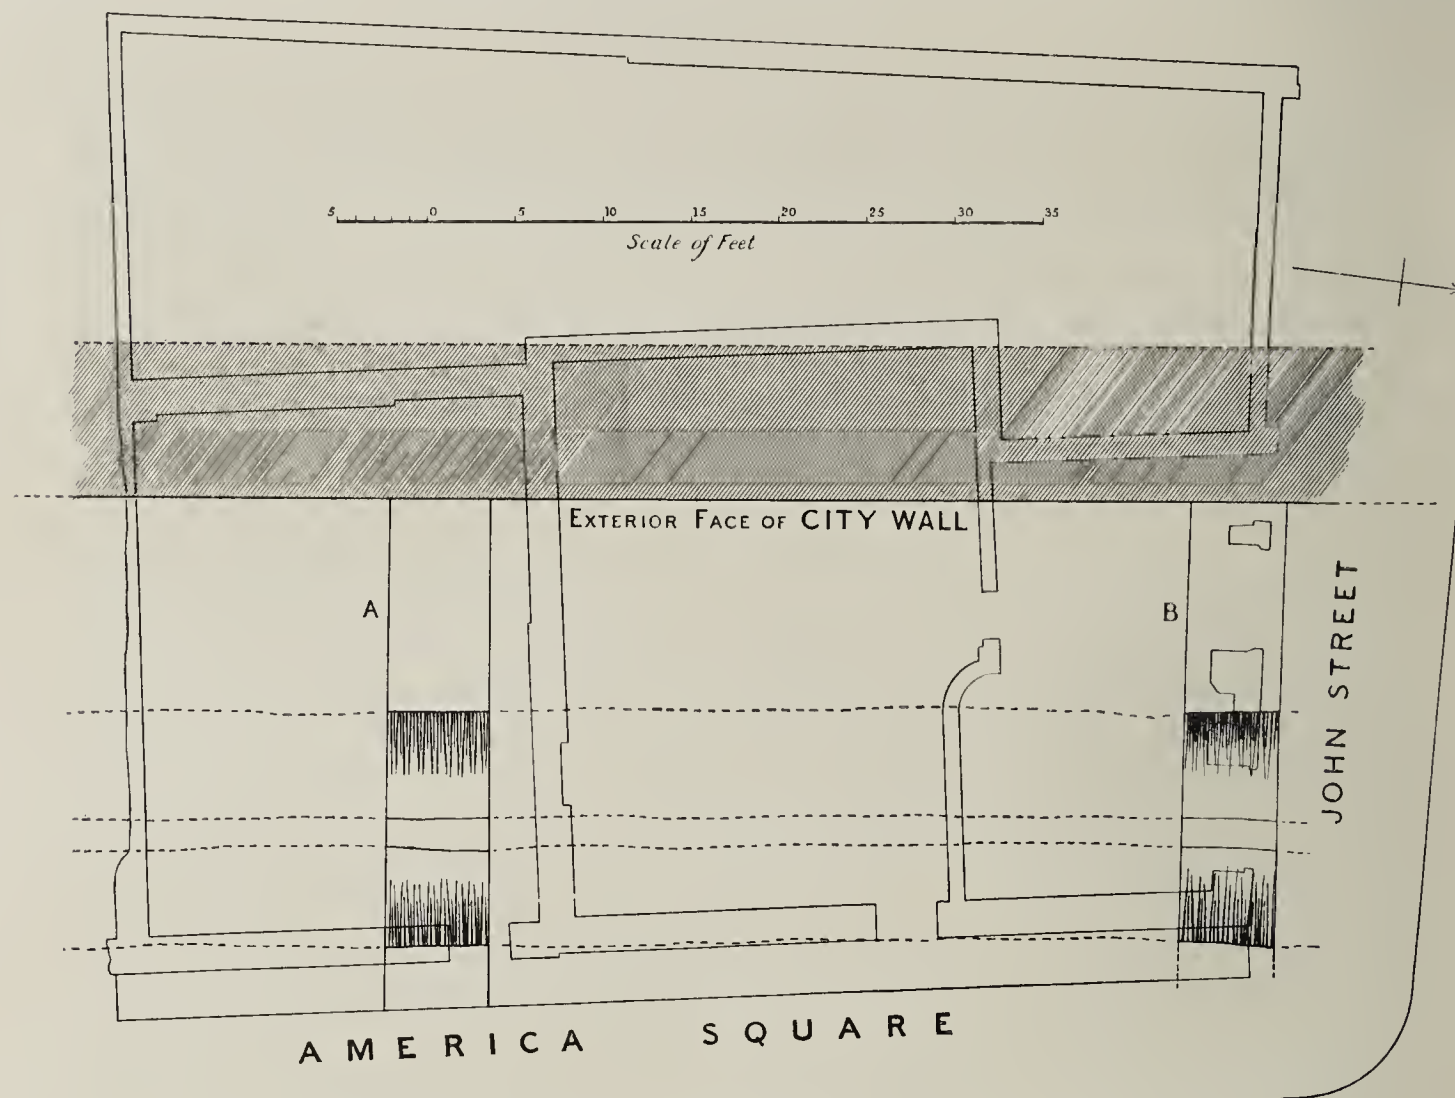 5 0 5 10 15 20 25 30 35
Scale of Feet
EXTERIOR FACE OF CITY WALL
A
B
JOHN STREET
AMERICA SQUARE